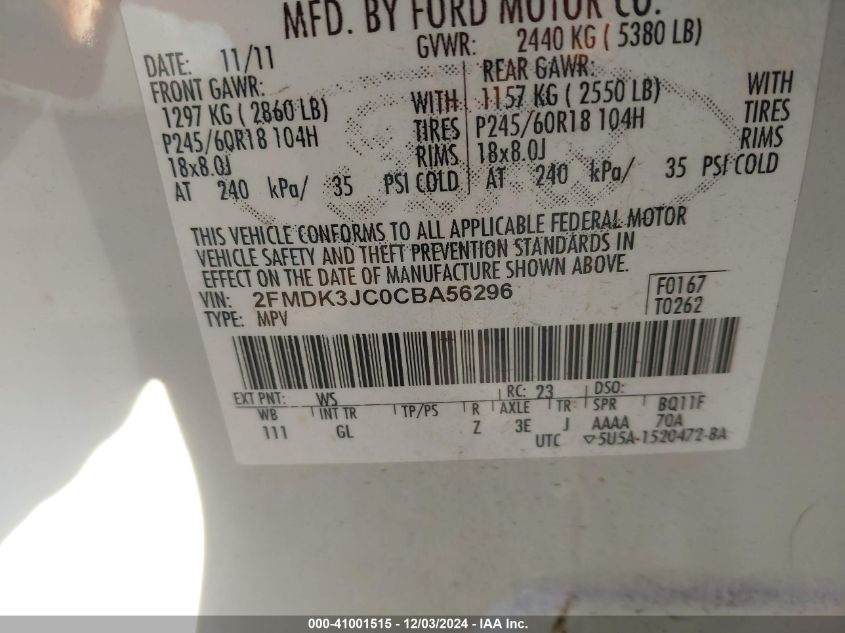 MFD. BY FORD MOTOR CO.
DATE: 11/11 GVWR: 2440 KG ( 5380 LB)
FRONT GAWR: REAR GAWR:
1297 KG ( 2860 LB) WITH 1157 KG ( 2550 LB) WITH
P245/60R18 104H TIRES P245/60R18 104H TIRES
18x8.0J RIMS 18x8.0J RIMS
AT 240 kPa/ 35 PSI COLD AT 240 kPa/ 35 PSI COLD
THIS VEHICLE CONFORMS TO ALL APPLICABLE FEDERAL MOTOR
VEHICLE SAFETY AND THEFT PREVENTION STANDARDS IN
EFFECT ON THE DATE OF MANUFACTURE SHOWN ABOVE.
VIN: 2FMDK3JC0CBA56296 F0167
TYPE: MPV T0262
EXT PNT: WS RC: 23 DSO:
WB INT TR TP/PS R AXLE TR SPR BQ11F
111 GL Z 3E J AAAA 70A
UTC ▽5U5A-1520472-BA
000-41001515 - 12/03/2024 - IAA Inc.